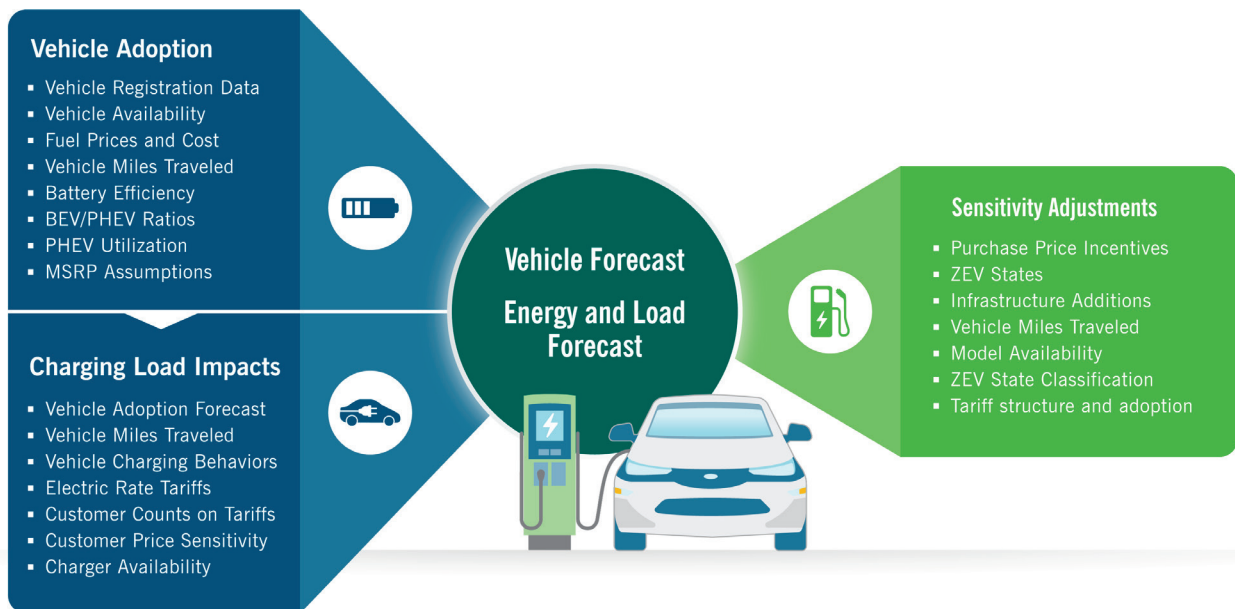 Vehicle Adoption
▪ Vehicle Registration Data
▪ Vehicle Availability
▪ Fuel Prices and Cost
▪ Vehicle Miles Traveled
▪ Battery Efficiency
▪ BEV/PHEV Ratios
▪ PHEV Utilization
▪ MSRP Assumptions
Charging Load Impacts
▪ Vehicle Adoption Forecast
▪ Vehicle Miles Traveled
▪ Vehicle Charging Behaviors
▪ Electric Rate Tariffs
▪ Customer Counts on Tariffs
▪ Customer Price Sensitivity
▪ Charger Availability
Vehicle Forecast
Energy and Load
Forecast
Sensitivity Adjustments
▪ Purchase Price Incentives
▪ ZEV States
▪ Infrastructure Additions
▪ Vehicle Miles Traveled
▪ Model Availability
▪ ZEV State Classification
▪ Tariff structure and adoption